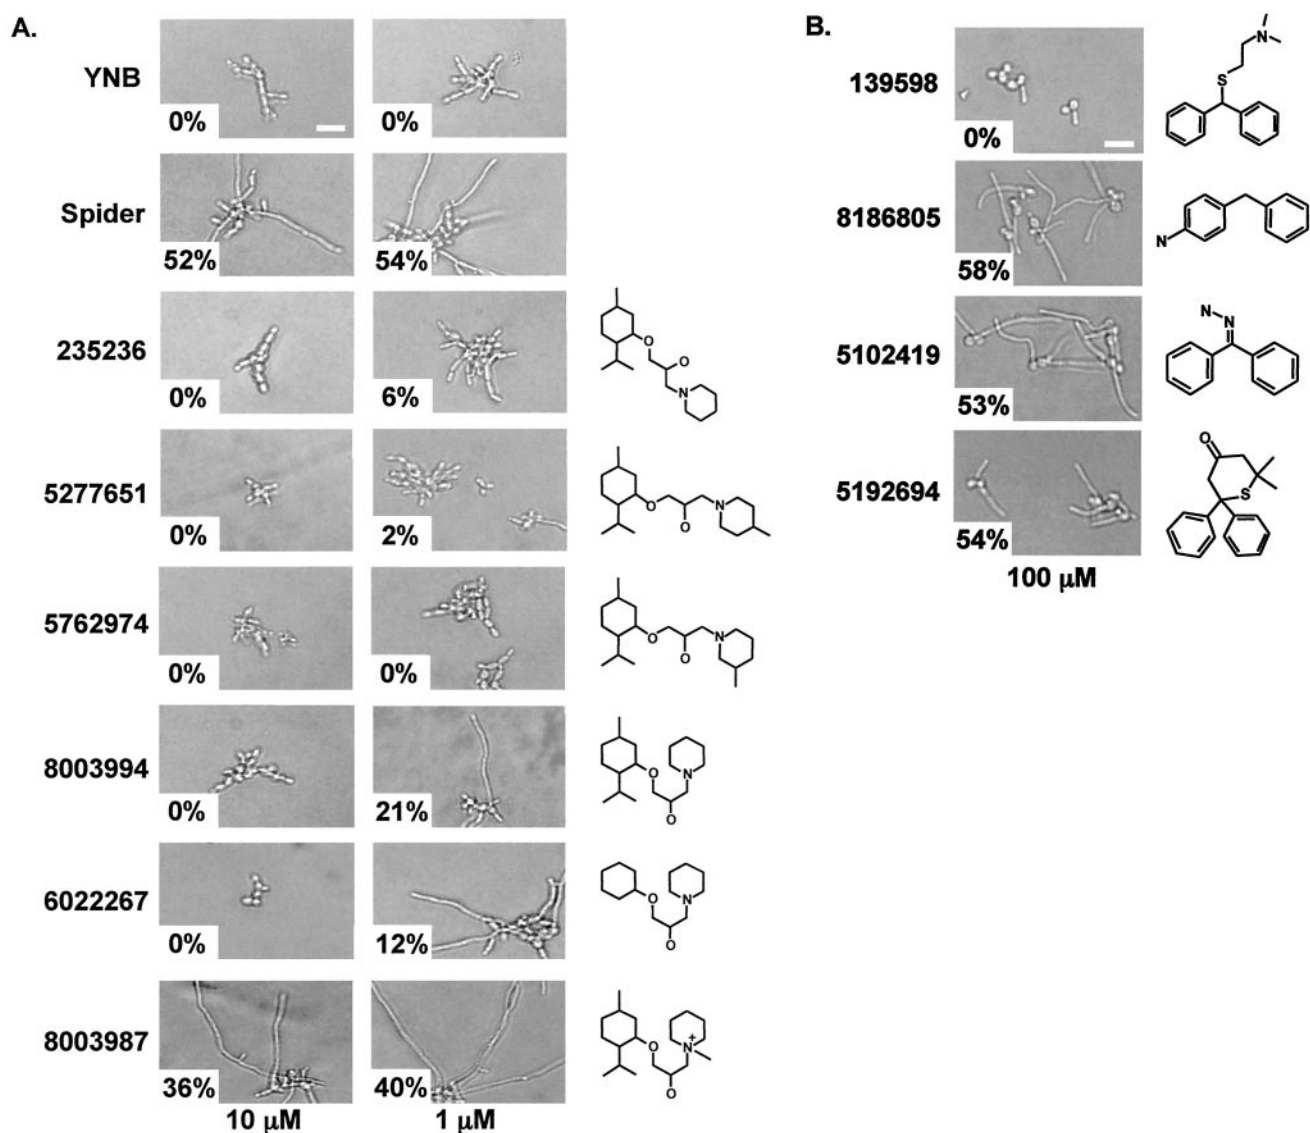 A.
YNB
0%
0%
Spider
52%
54%
235236
0%
6%
O
O
N
5277651
0%
2%
O
O
N
5762974
0%
0%
O
O
N
8003994
0%
21%
O
N
O
6022267
0%
12%
O
N
O
8003987
36%
40%
O
N
+
O
10 µM
1 µM
B.
139598
0%
N
S
8186805
58%
N
5102419
53%
N
N
5192694
54%
O
S
100 µM